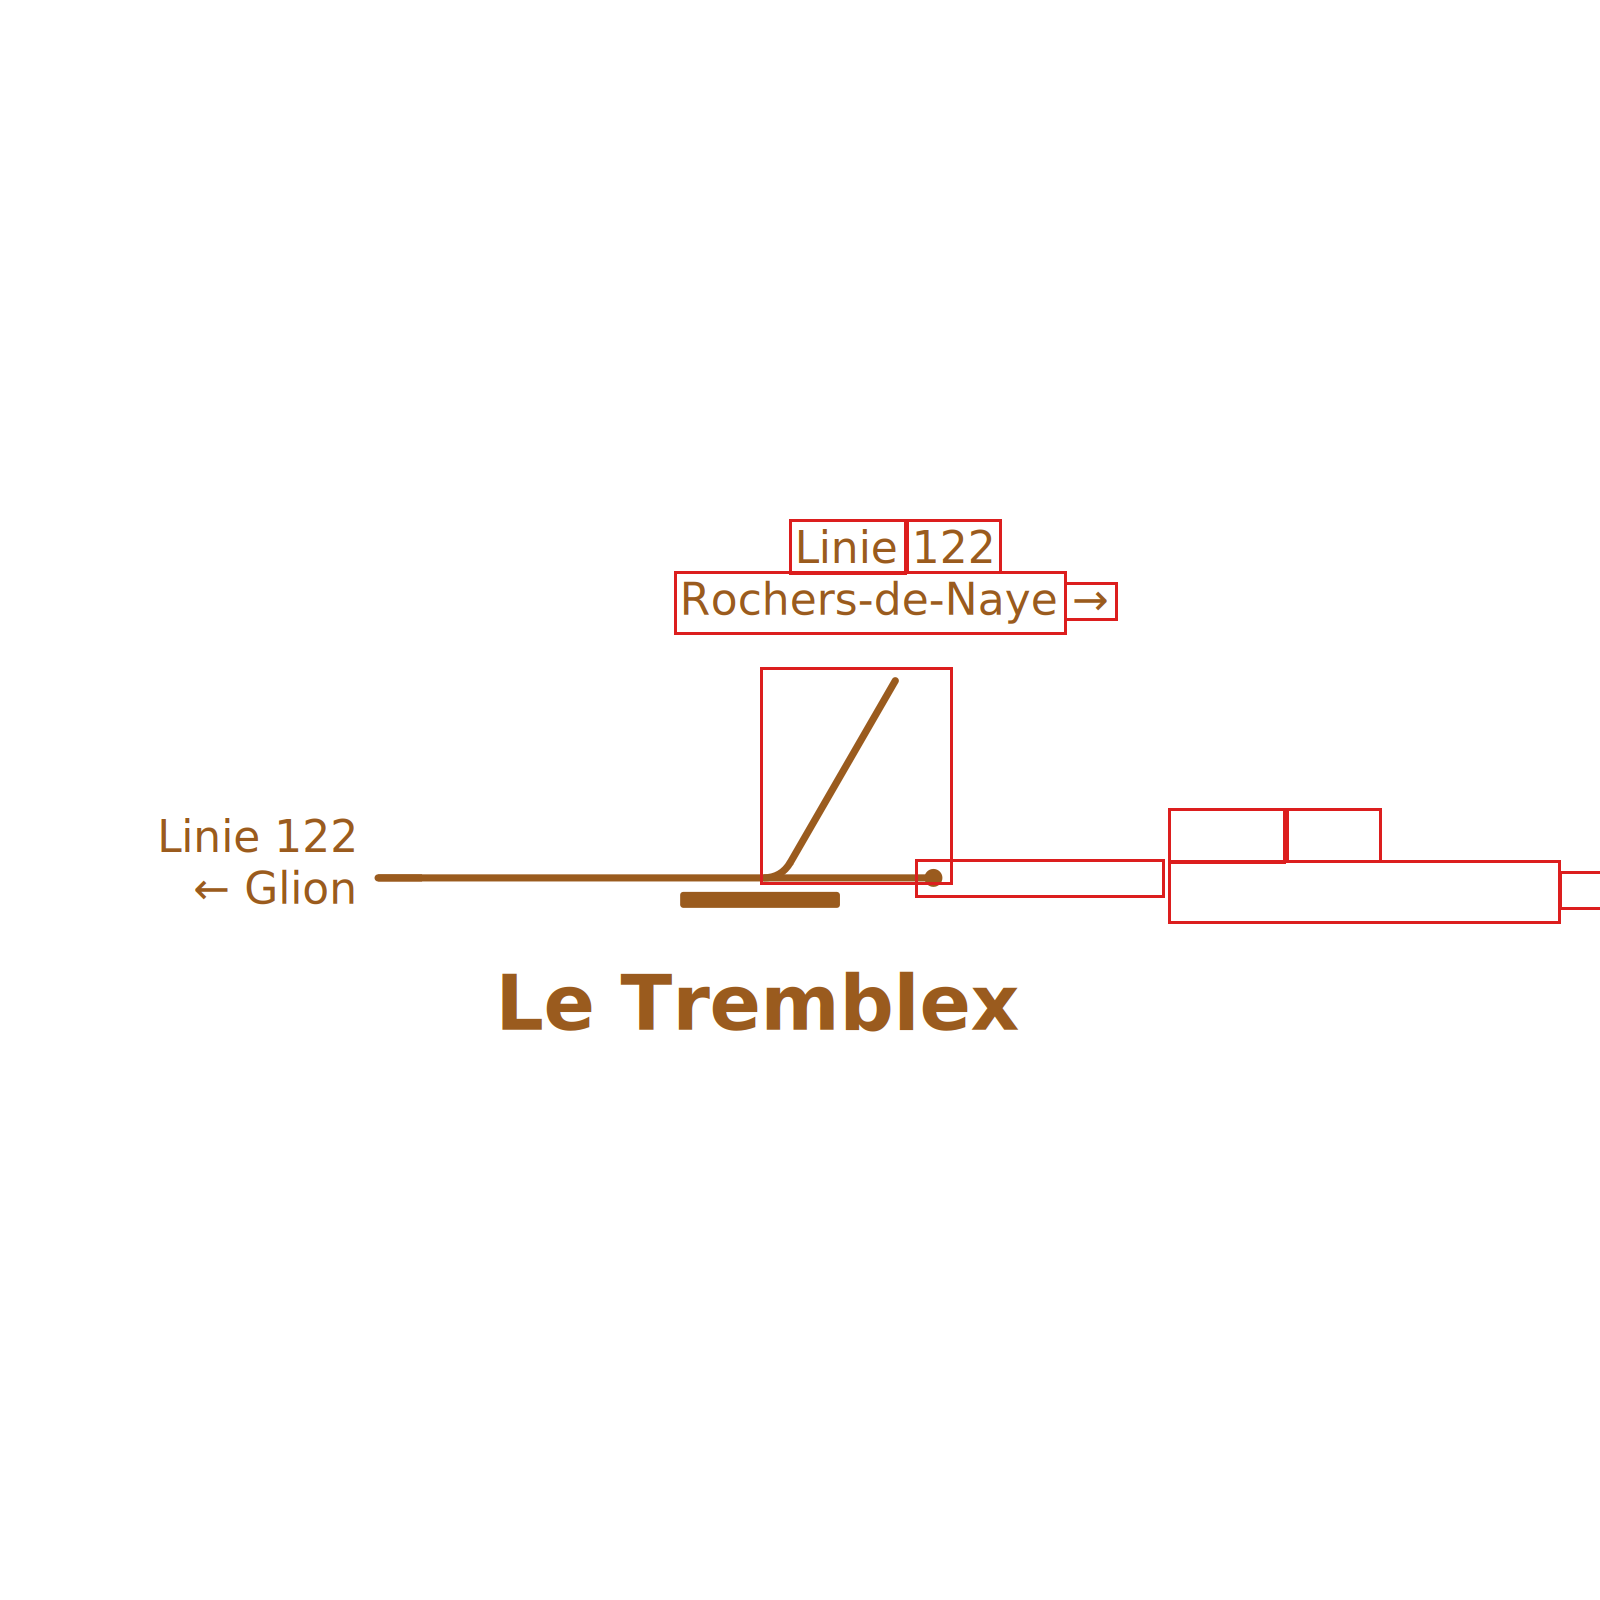 Linie 122
Rochers-de-Naye →
Linie 122
← Glion
Le Tremblex